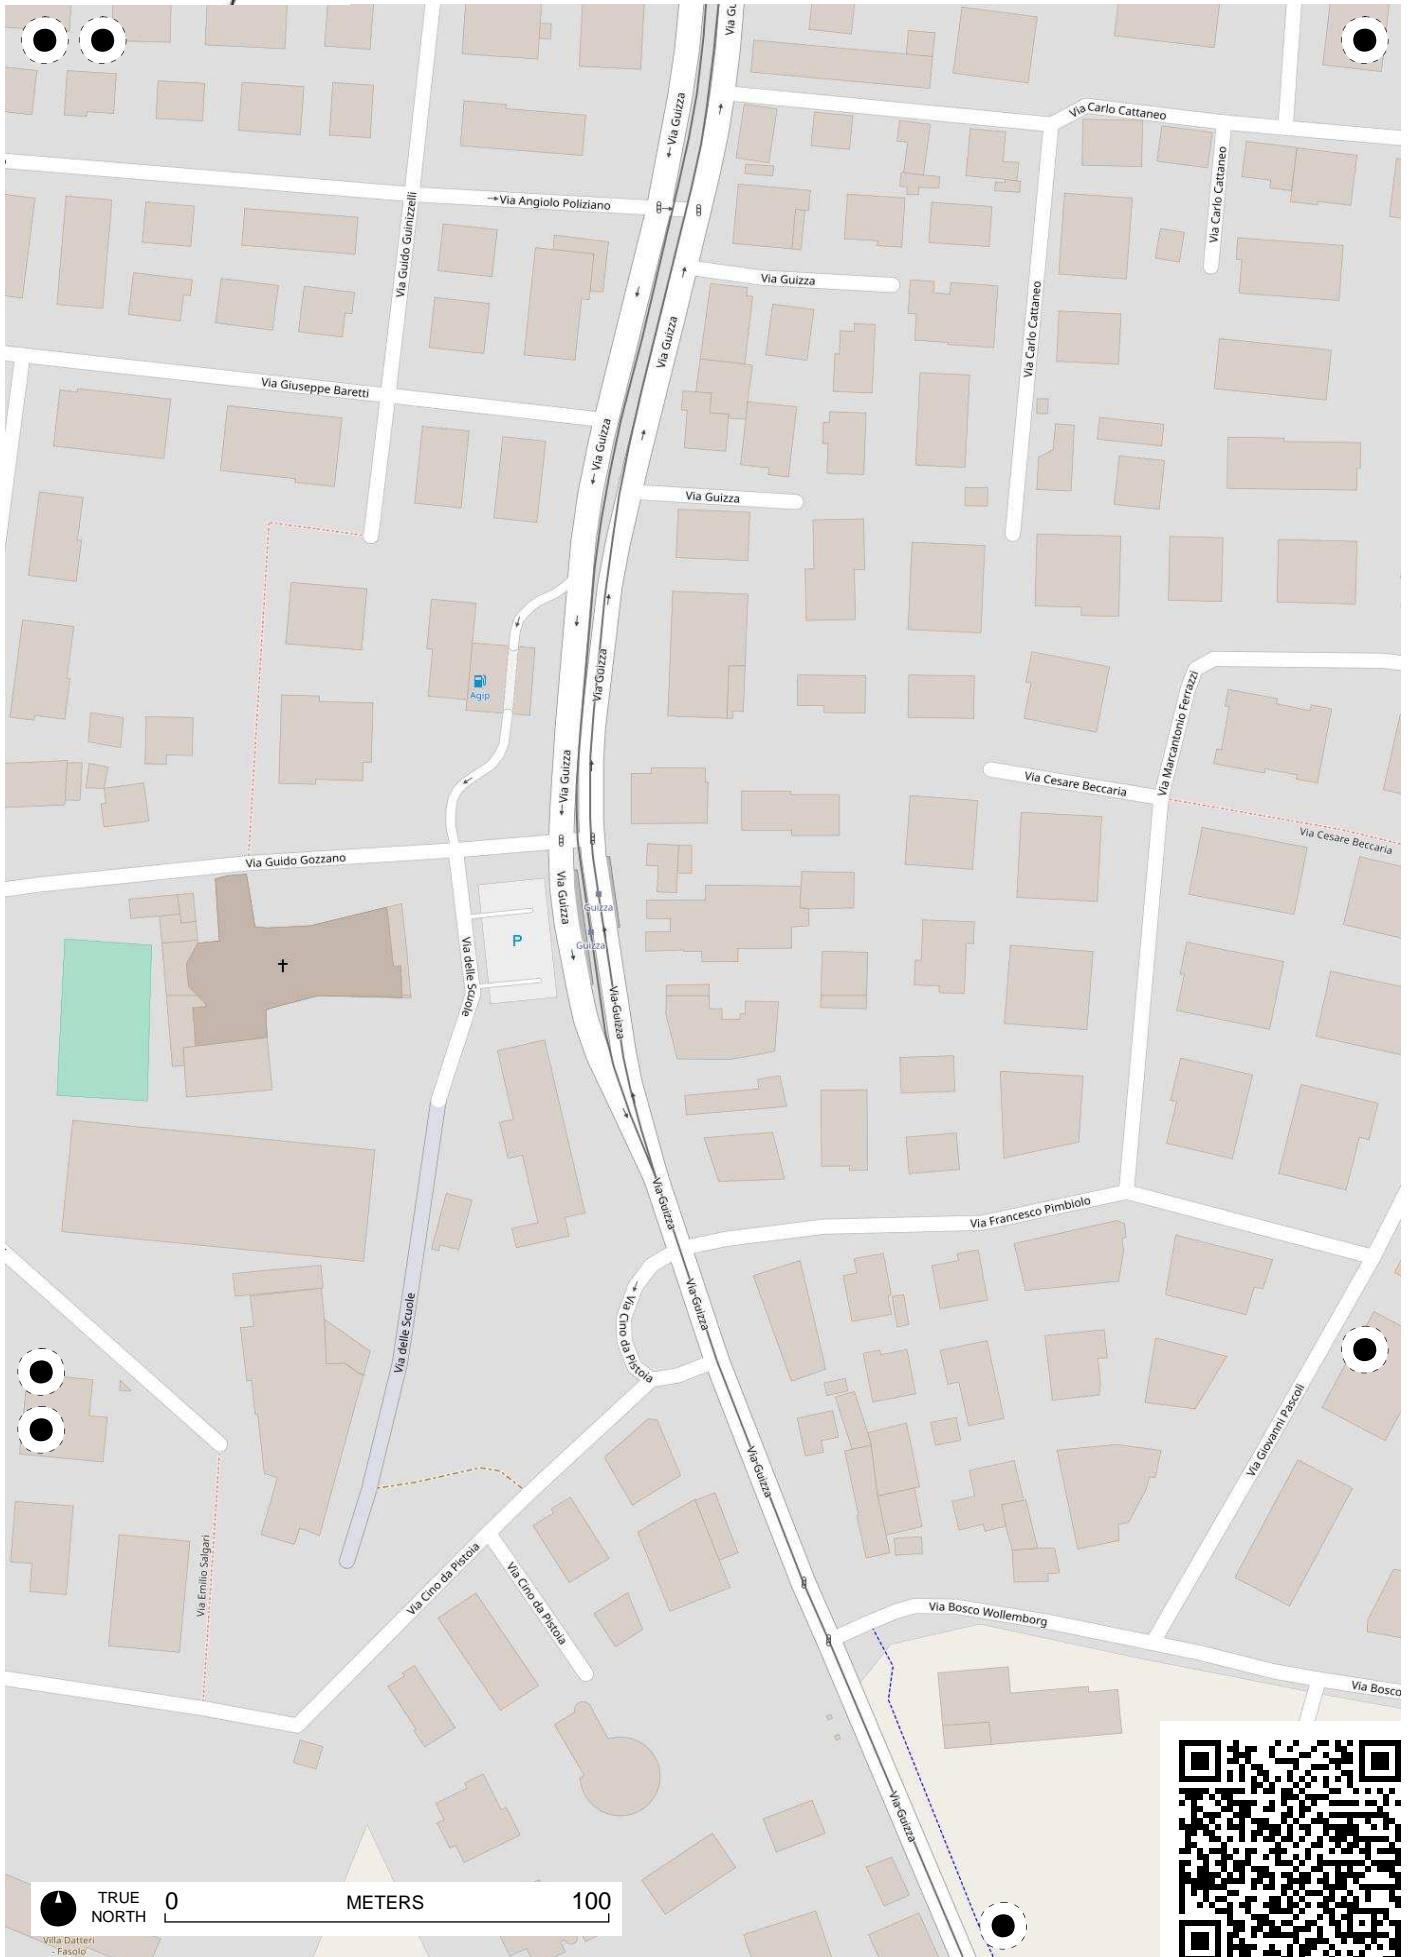 Via Gu
Via Guizza
Via Carlo Cattaneo
Via Carlo Cattaneo
Via Angiolo Poliziano
Via Guido Guinizzelli
Via Guizza
Via Guizza
Via Carlo Cattaneo
Via Giuseppe Baretti
Via Guizza
Via Guizza
Via Guizza
Agip
Via Marcantonio Ferrazzi
Via Guizza
Via Cesare Beccaria
Via Cesare Beccaria
Via Guido Gozzano
Via Guizza
Guizza
P
Guizza
Via delle Scuole
Via Guizza
Via Guizza
Via Francesco Pimbiolo
Via Guizza
Via Cino da Pistoia
Via delle Scuole
Via Giovanni Pascoli
Via Guizza
Via Emilio Salgari
Via Cino da Pistoia
Via Cino da Pistoia
Via Bosco Wollemborg
Via Bosco
Via Guizza
TRUE
NORTH
0 METERS 100
Villa Datteri
- Fasolo